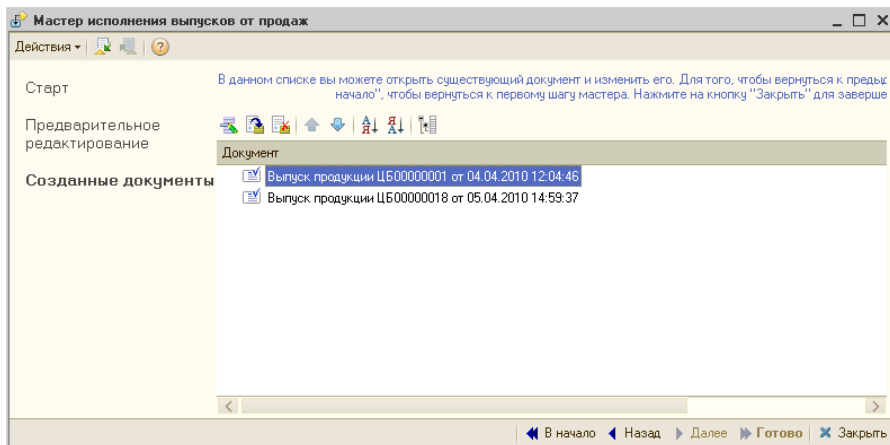 Мастер исполнения выпусков от продаж
Действия
Старт
Предварительное
редактирование
Созданные документы
В данном списке вы можете открыть существующий документ и изменить его. Для того, чтобы вернуться к преды
начало", чтобы вернуться к первому шагу мастера. Нажмите на кнопку "Закрыть" для заверше
Документ
Выпуск продукции ЦБ00000001 от 04.04.2010 12:04:46
Выпуск продукции ЦБ00000018 от 05.04.2010 14:59:37
В начало Назад Далее Готово Закрыть